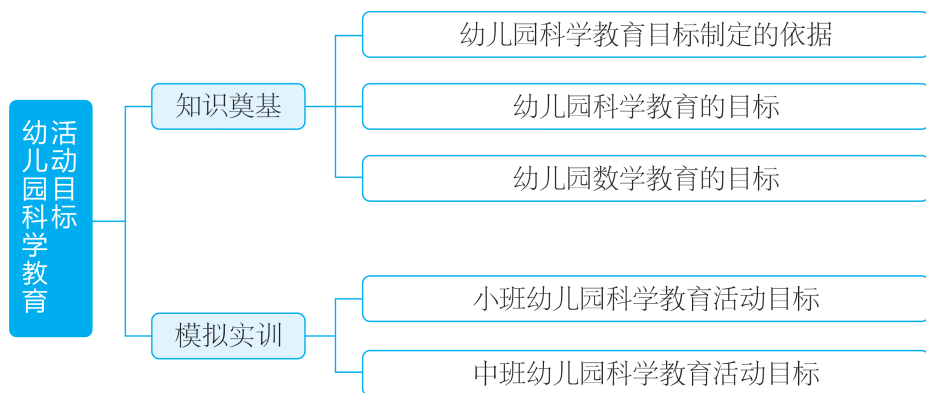 幼儿园科学教育
活动目标
知识奠基
幼儿园科学教育目标制定的依据
幼儿园科学教育的目标
幼儿园数学教育的目标
模拟实训
小班幼儿园科学教育活动目标
中班幼儿园科学教育活动目标